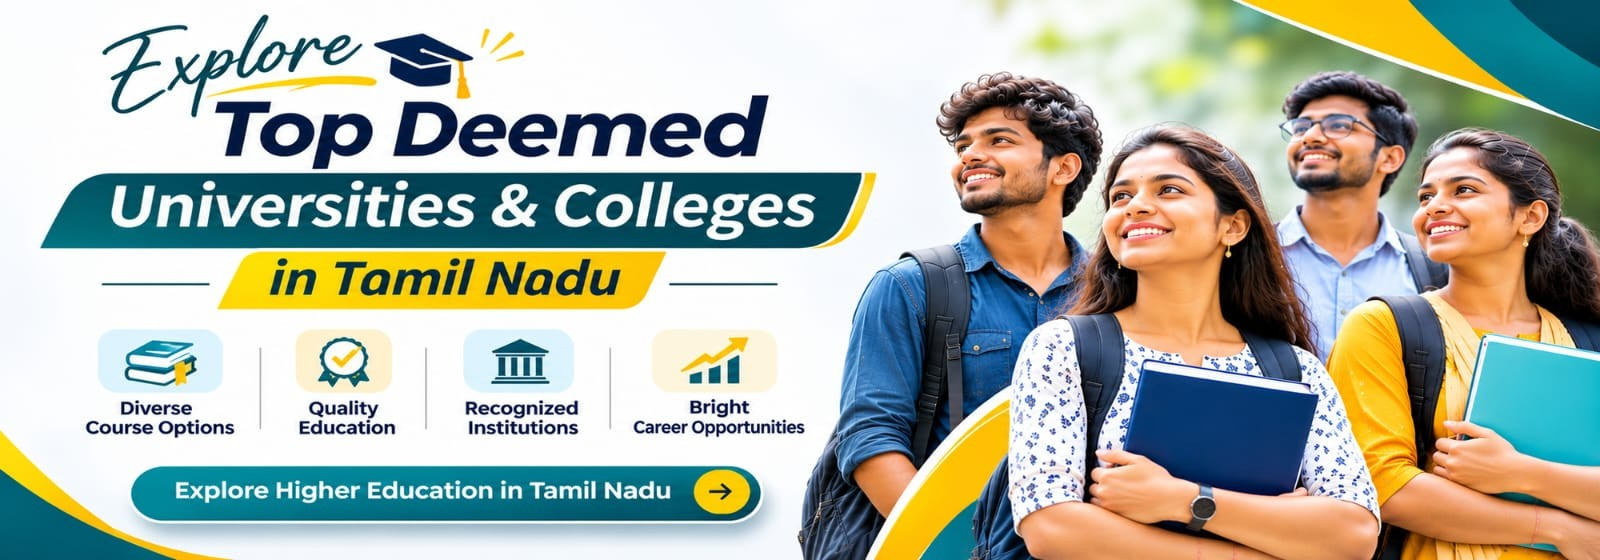 Explore
Top Deemed
Universities & Colleges
in Tamil Nadu
Diverse
Course Options
Quality
Education
Recognized
Institutions
Bright
Career Opportunities
Explore Higher Education in Tamil Nadu